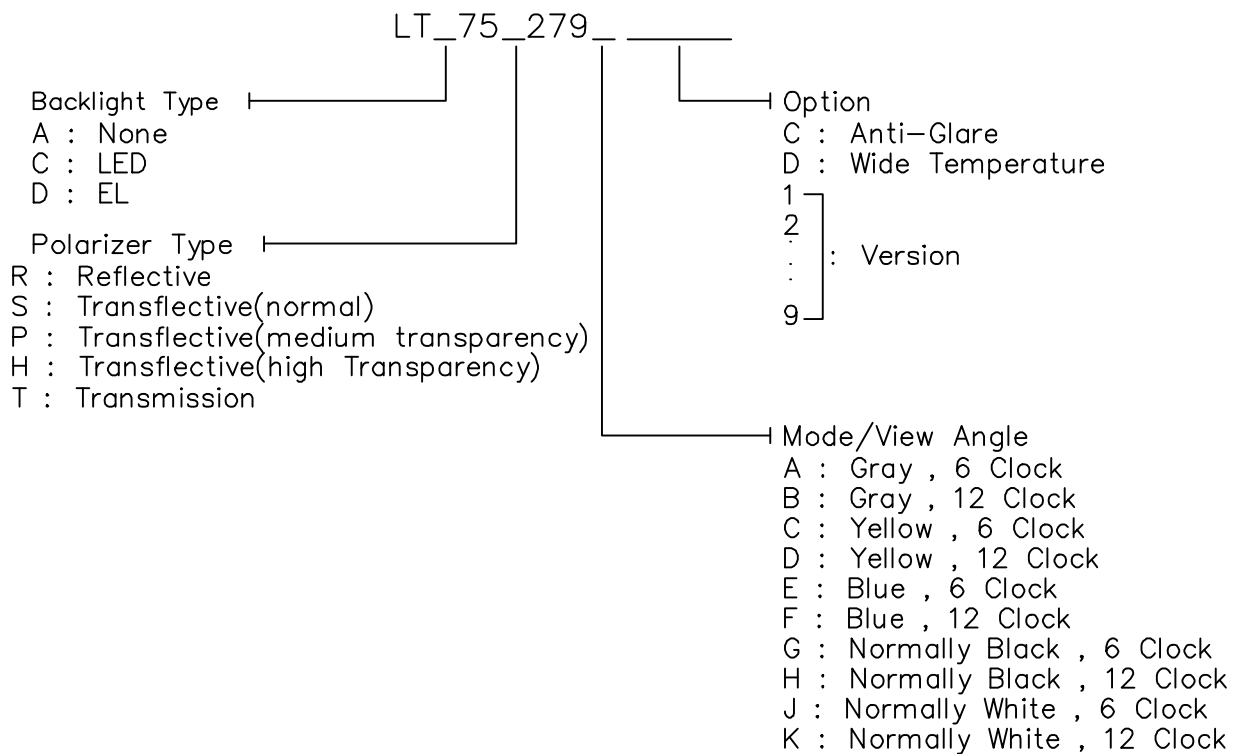 LT_75_279_ _____
Backlight Type
A : None
C : LED
D : EL
Polarizer Type
R : Reflective
S : Transflective(normal)
P : Transflective(medium transparency)
H : Transflective(high Transparency)
T : Transmission
Option
C : Anti-Glare
D : Wide Temperature
1
2
.
.
: Version
9
Mode/View Angle
A : Gray , 6 Clock
B : Gray , 12 Clock
C : Yellow , 6 Clock
D : Yellow , 12 Clock
E : Blue , 6 Clock
F : Blue , 12 Clock
G : Normally Black , 6 Clock
H : Normally Black , 12 Clock
J : Normally White , 6 Clock
K : Normally White , 12 Clock